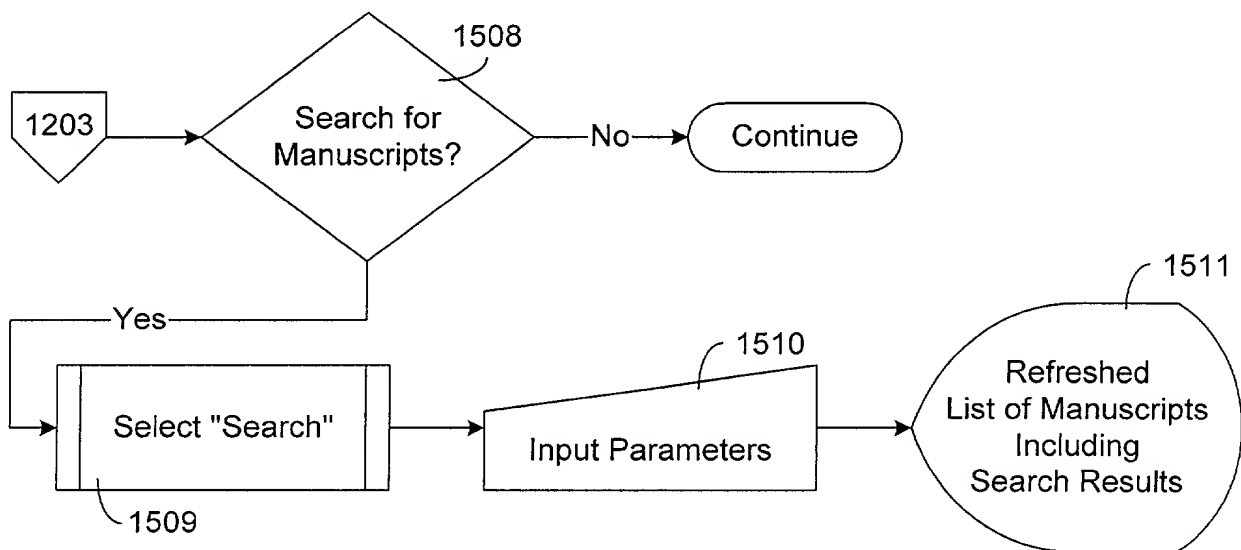 1508
1203
Search for
Manuscripts?
No
Continue
Yes
1511
1510
Select "Search"
Input Parameters
Refreshed
List of Manuscripts
Including
Search Results
1509